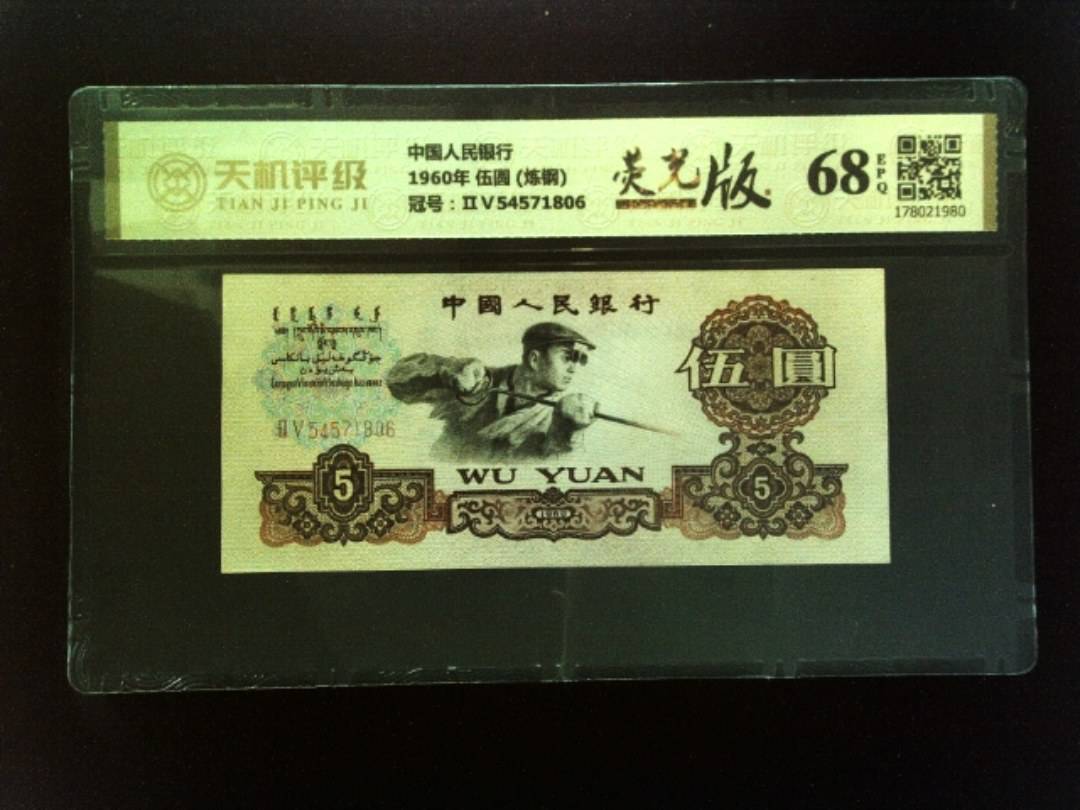 天机评级
TIAN JI PING JI
中国人民银行
1960年 伍圆 (炼钢)
冠号：ⅡⅤ54571806
荧光版
68
EPQ
178021980
中國人民銀行
伍圓
ⅡⅤ54571806
WU YUAN
5
1960
5